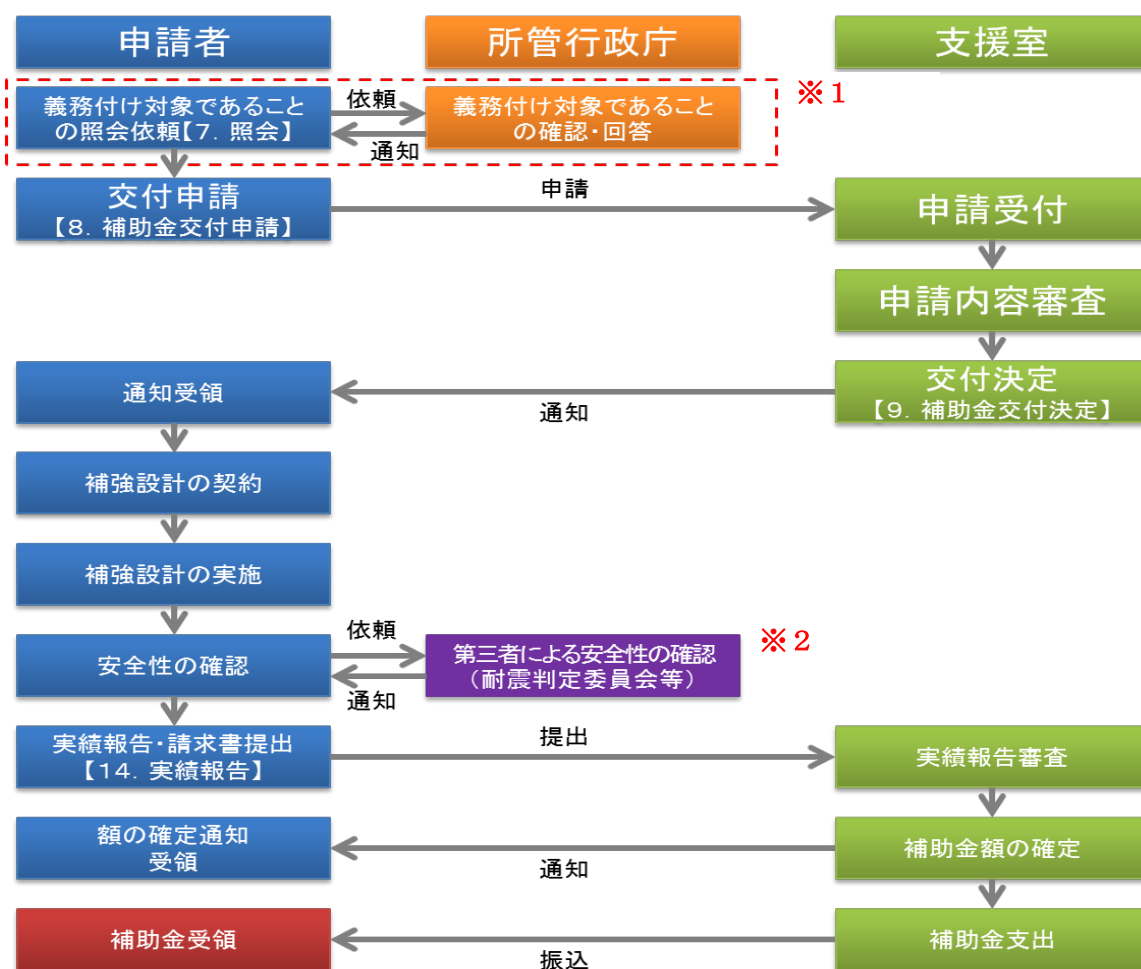 申請者
所管行政庁
支援室
※1
義務付け対象であること
の照会依頼【7．照会】
依頼
通知
義務付け対象であること
の確認・回答
交付申請
【8．補助金交付申請】
申請
申請受付
申請内容審査
交付決定
【9．補助金交付決定】
通知
通知受領
補強設計の契約
補強設計の実施
安全性の確認
依頼
通知
第三者による安全性の確認
（耐震判定委員会等）
※2
実績報告・請求書提出
【14．実績報告】
提出
実績報告審査
補助金額の確定
通知
額の確定通知
受領
補助金支出
振込
補助金受領